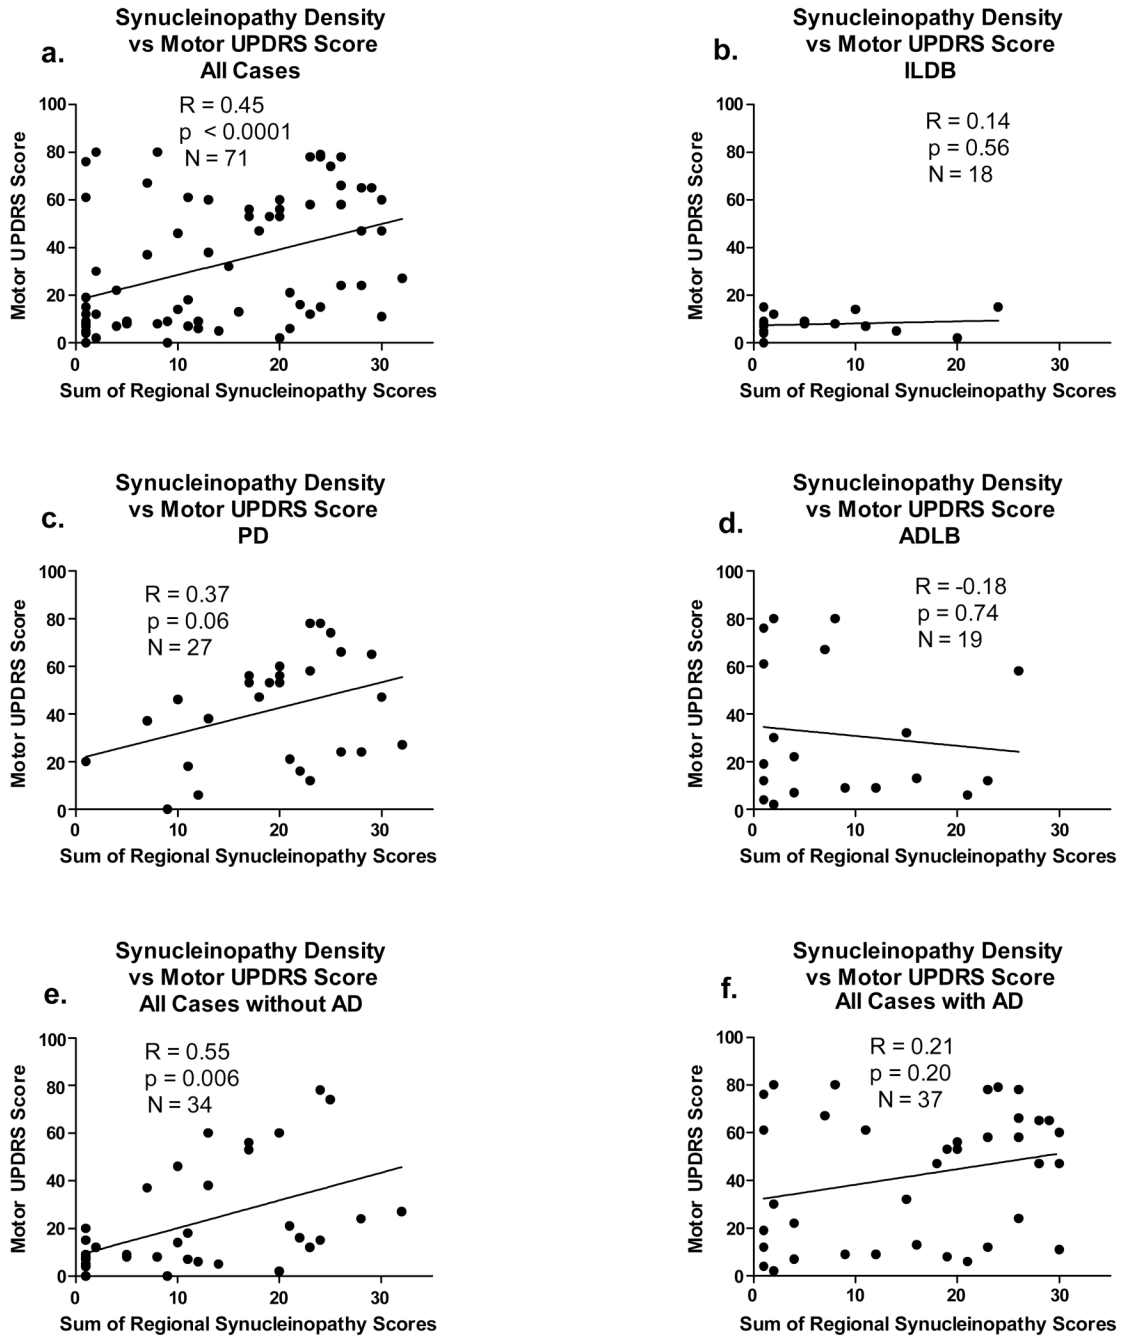 a.
Synucleinopathy Density
vs Motor UPDRS Score
All Cases
R = 0.45
p < 0.0001
N = 71
Motor UPDRS Score
100
80
60
40
20
0
0 10 20 30
Sum of Regional Synucleinopathy Scores
b.
Synucleinopathy Density
vs Motor UPDRS Score
ILDB
R = 0.14
p = 0.56
N = 18
Motor UPDRS Score
100
80
60
40
20
0
0 10 20 30
Sum of Regional Synucleinopathy Scores
c.
Synucleinopathy Density
vs Motor UPDRS Score
PD
R = 0.37
p = 0.06
N = 27
Motor UPDRS Score
100
80
60
40
20
0
0 10 20 30
Sum of Regional Synucleinopathy Scores
d.
Synucleinopathy Density
vs Motor UPDRS Score
ADLB
R = -0.18
p = 0.74
N = 19
Motor UPDRS Score
100
80
60
40
20
0
0 10 20 30
Sum of Regional Synucleinopathy Scores
e.
Synucleinopathy Density
vs Motor UPDRS Score
All Cases without AD
R = 0.55
p = 0.006
N = 34
Motor UPDRS Score
100
80
60
40
20
0
0 10 20 30
Sum of Regional Synucleinopathy Scores
f.
Synucleinopathy Density
vs Motor UPDRS Score
All Cases with AD
R = 0.21
p = 0.20
N = 37
Motor UPDRS Score
100
80
60
40
20
0
0 10 20 30
Sum of Regional Synucleinopathy Scores